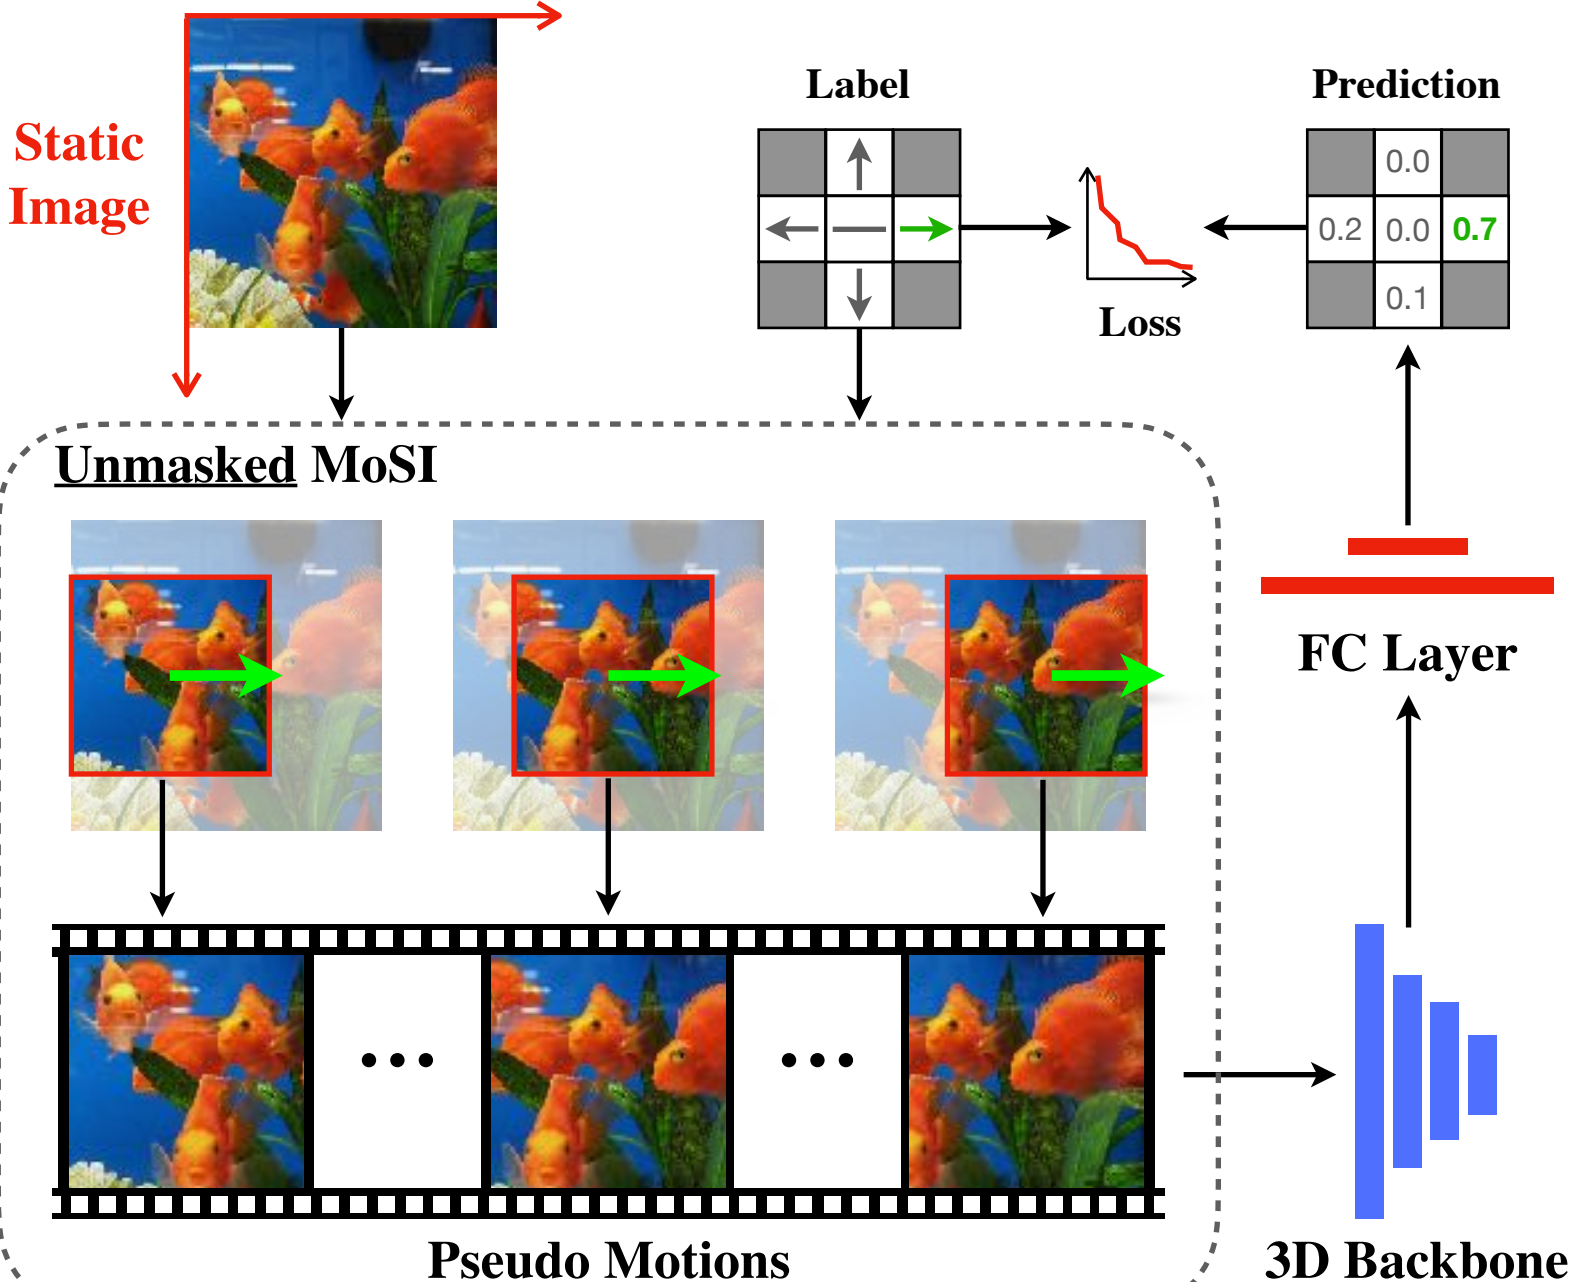 Static
Image
Label
Prediction
0.0
0.2 0.0 0.7
0.1
Loss
Unmasked MoSI
FC Layer
Pseudo Motions
3D Backbone